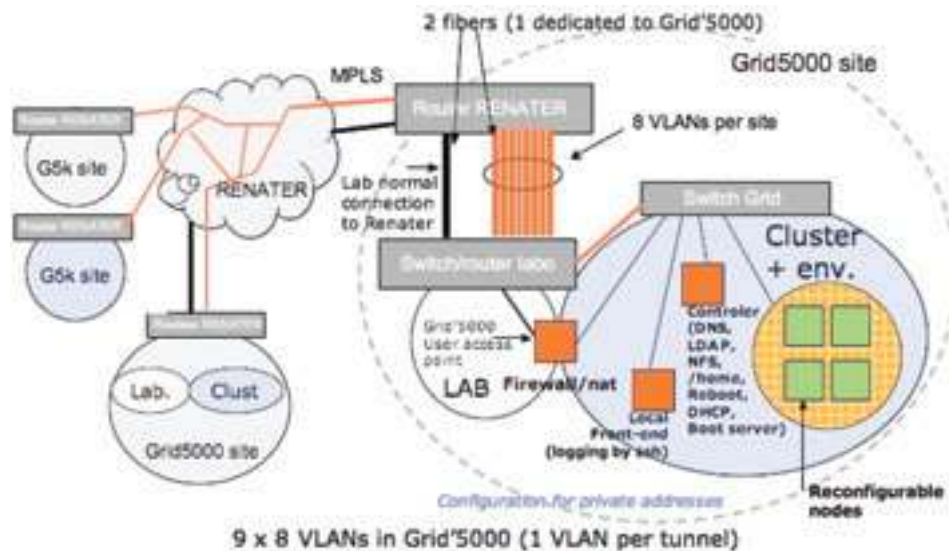 2 fibers (1 dedicated to Grid'5000)
Grid5000 site
MPLS
Router RENATER
8 VLANs per site
Router RENATER
G5k site
RENATER
Lab normal
connection
to Renater
Router RENATER
G5k site
Switch Grid
Switch/router labo
Cluster
+ env.
Grid'5000
User access
point
LAB
Firewall/nat
Controler
(DNS,
LDAP,
NFS,
/home,
Reboot,
DHCP,
Boot server)
Lab.
Clust
Grid5000 site
Local
Front-end
(logging by ssh)
Configuration for private addresses
Reconfigurable
nodes
9 x 8 VLANs in Grid'5000 (1 VLAN per tunnel)